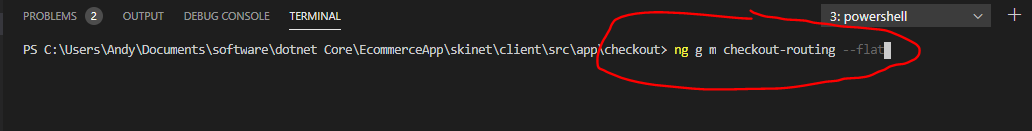 PROBLEMS 2 OUTPUT DEBUG CONSOLE TERMINAL 3: powershell
PS C:\Users\Andy\Documents\software\dotnet Core\EcommerceApp\skinet\client\src\app\checkout> ng g m checkout-routing --flat